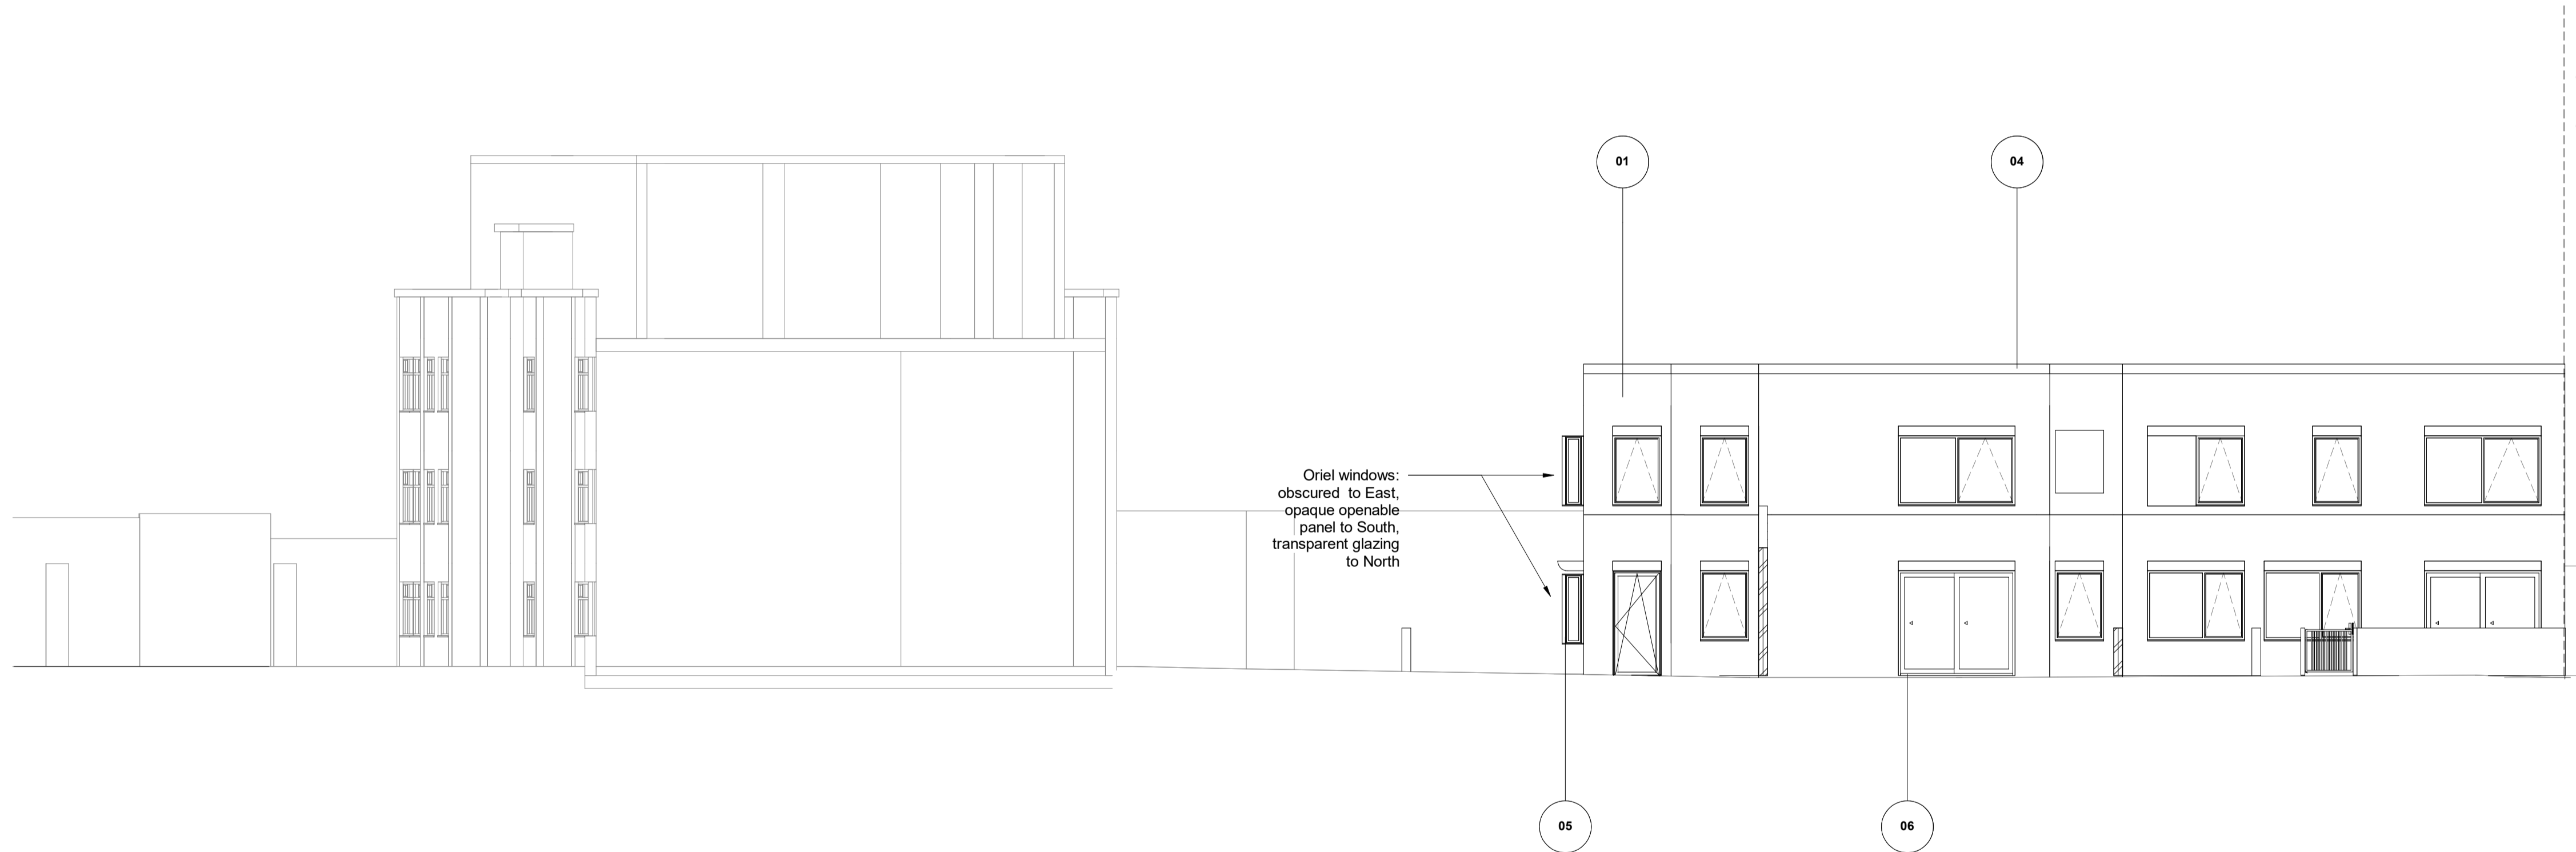 01
04
Oriel windows:
obscured to East,
opaque openable
panel to South,
transparent glazing
to North
05
06